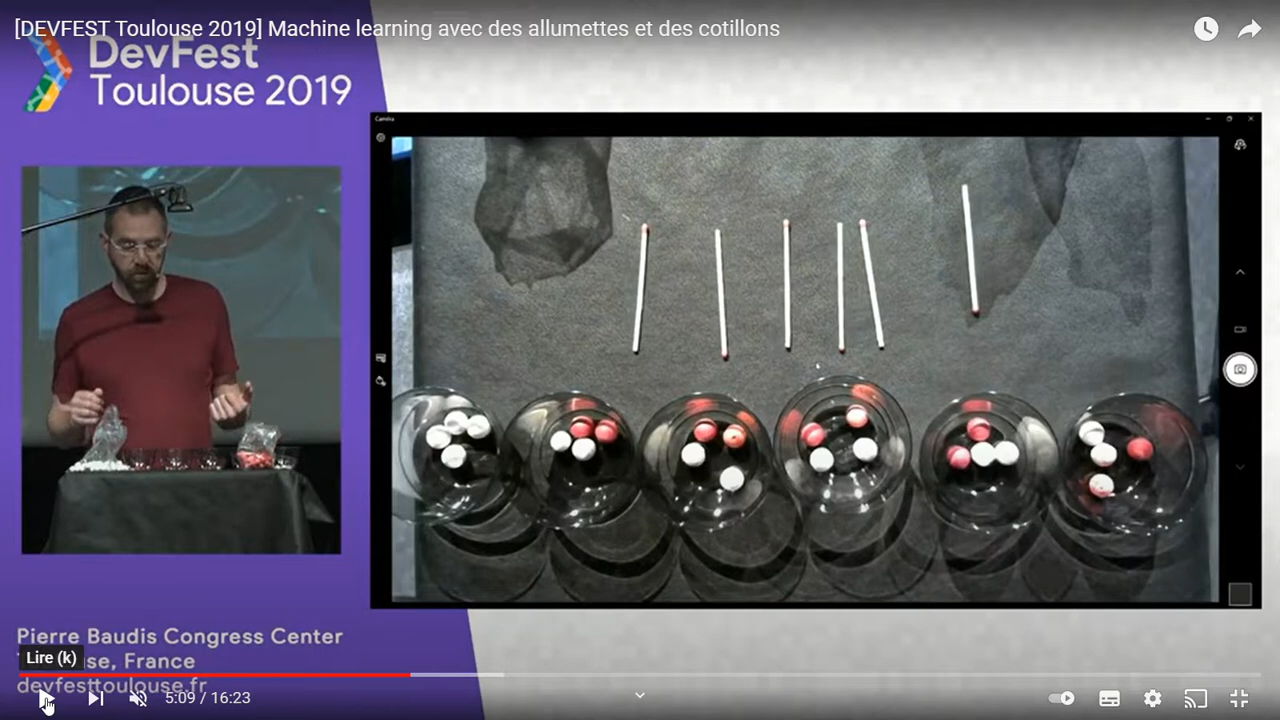 [DEVFEST Toulouse 2019] Machine learning avec des allumettes et des cotillons
DevFest
Toulouse 2019
Caméra
Pierre Baudis Congress Center
se, France
Lire (k)
devfesttoulouse.fr
5:09 / 16:23